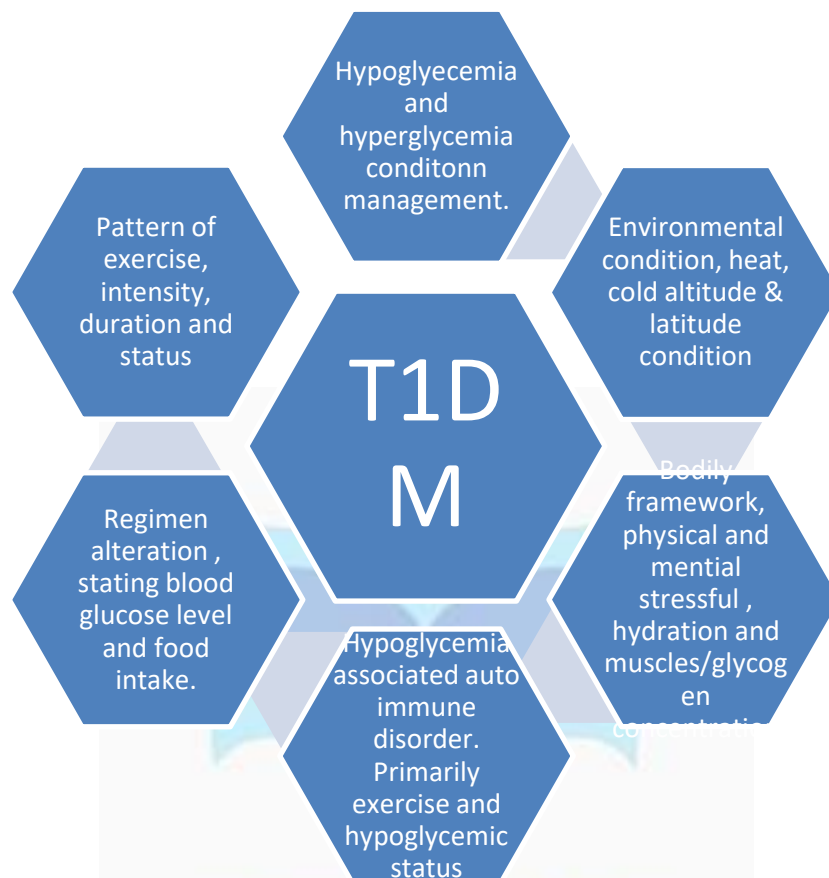 Hypoglyecemia
and
hyperglycemia
conditonn
management.
Environmental
condition, heat,
cold altitude &
latitude
condition
Bodily
framework,
physical and
mential
stressful ,
hydration and
muscles/glycog
en
concentratio
Hypoglycemia
associated auto
immune
disorder.
Primarily
exercise and
hypoglycemic
status
Regimen
alteration ,
stating blood
glucose level
and food
intake.
Pattern of
exercise,
intensity,
duration and
status
T1D
M